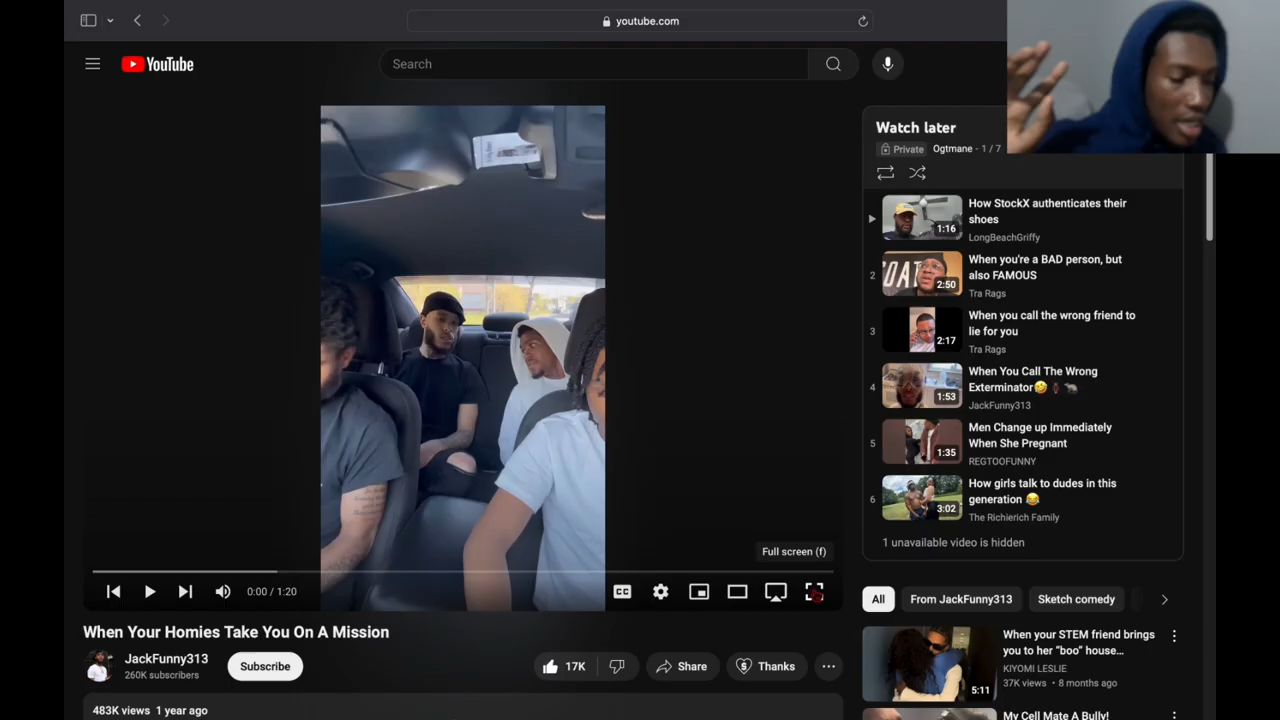 youtube.com
YouTube
Search
Watch later
Private Ogtmane - 1 / 7
How StockX authenticates their
shoes
LongBeachGriffy
1:16
2
When you're a BAD person, but
also FAMOUS
Tra Rags
2:50
3
When you call the wrong friend to
lie for you
Tra Rags
2:17
4
When You Call The Wrong
Exterminator🤣
JackFunny313
1:53
5
Men Change up Immediately
When She Pregnant
REGTOOFUNNY
1:35
6
How girls talk to dudes in this
generation 😂
The Richierich Family
3:02
1 unavailable video is hidden
Full screen (f)
0:00 / 1:20
CC
When Your Homies Take You On A Mission
JackFunny313
260K subscribers
Subscribe
17K
Share
Thanks
483K views 1 year ago
All
From JackFunny313
Sketch comedy
When your STEM friend brings
you to her “boo” house...
KIYOMI LESLIE
37K views • 8 months ago
5:11
My Cell Mate A Bully!